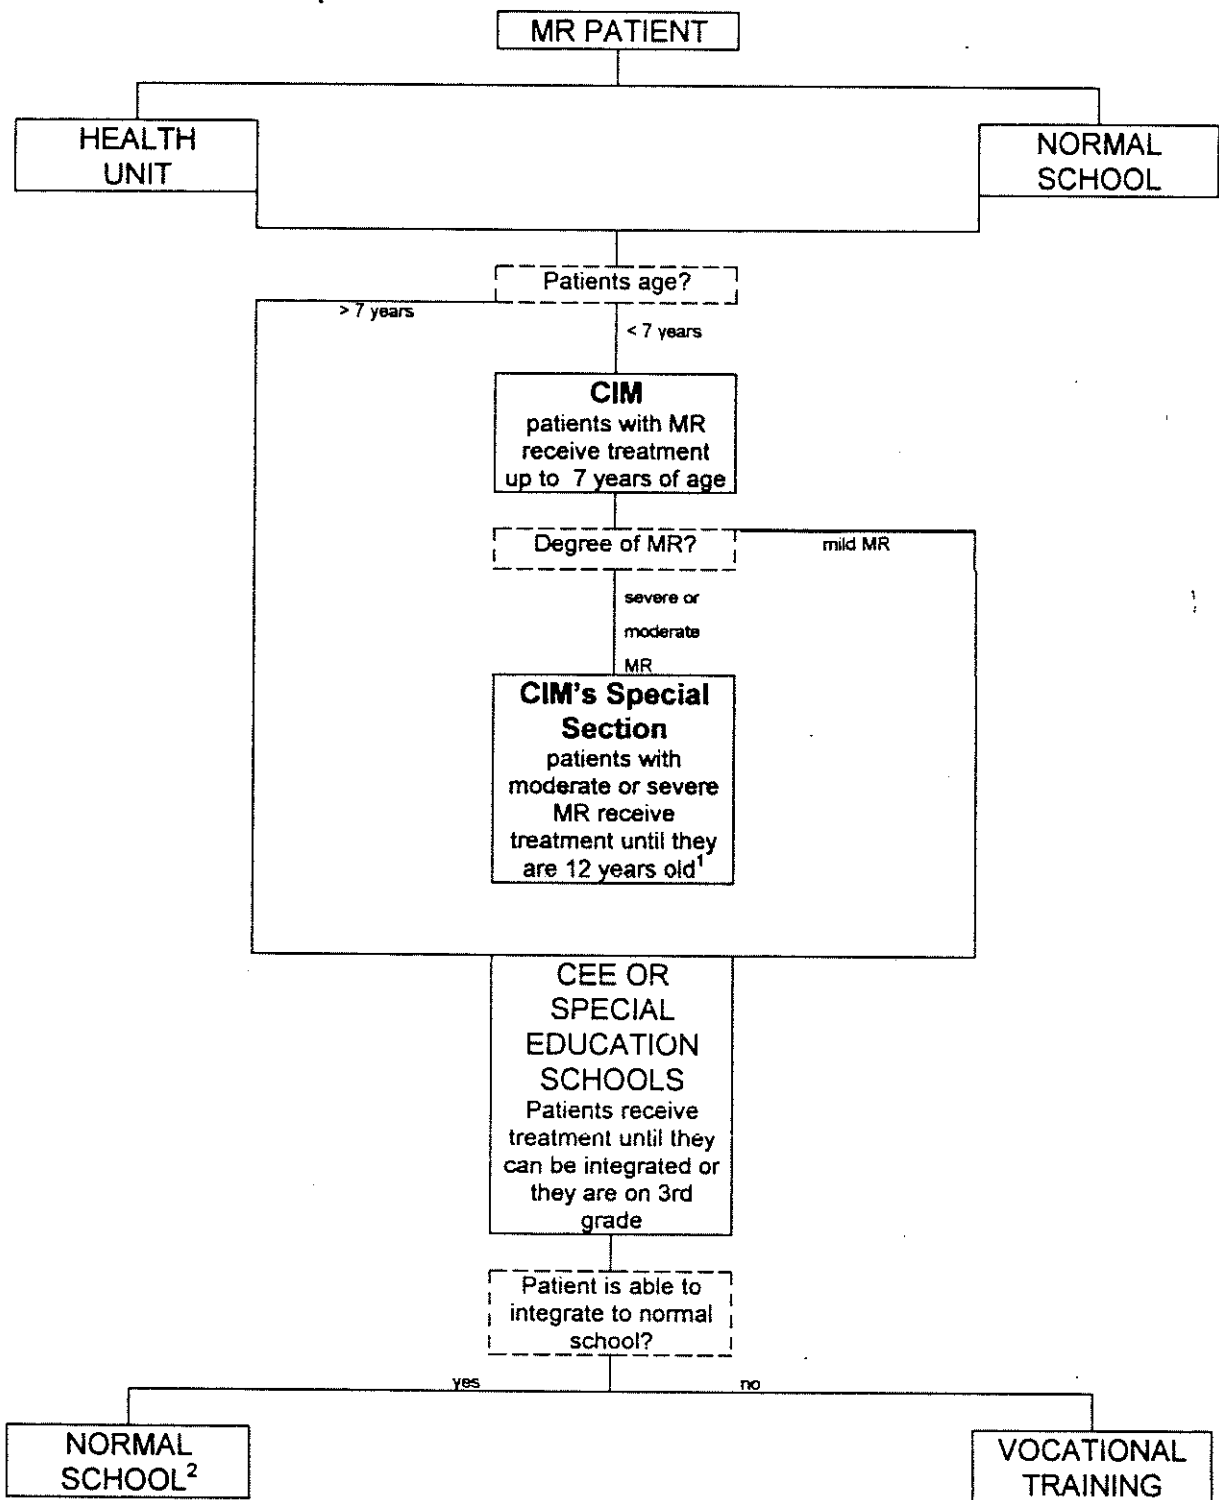 MR PATIENT
HEALTH
UNIT
NORMAL
SCHOOL
Patients age?
> 7 years
< 7 years
CIM
patients with MR
receive treatment
up to 7 years of age
Degree of MR?
mild MR
severe or
moderate
MR
CIM's Special
Section
patients with
moderate or severe
MR receive
treatment until they
are 12 years old¹
CEE OR
SPECIAL
EDUCATION
SCHOOLS
Patients receive
treatment until they
can be integrated or
they are on 3rd
grade
Patient is able to
integrate to normal
school?
yes
no
NORMAL
SCHOOL²
VOCATIONAL
TRAINING